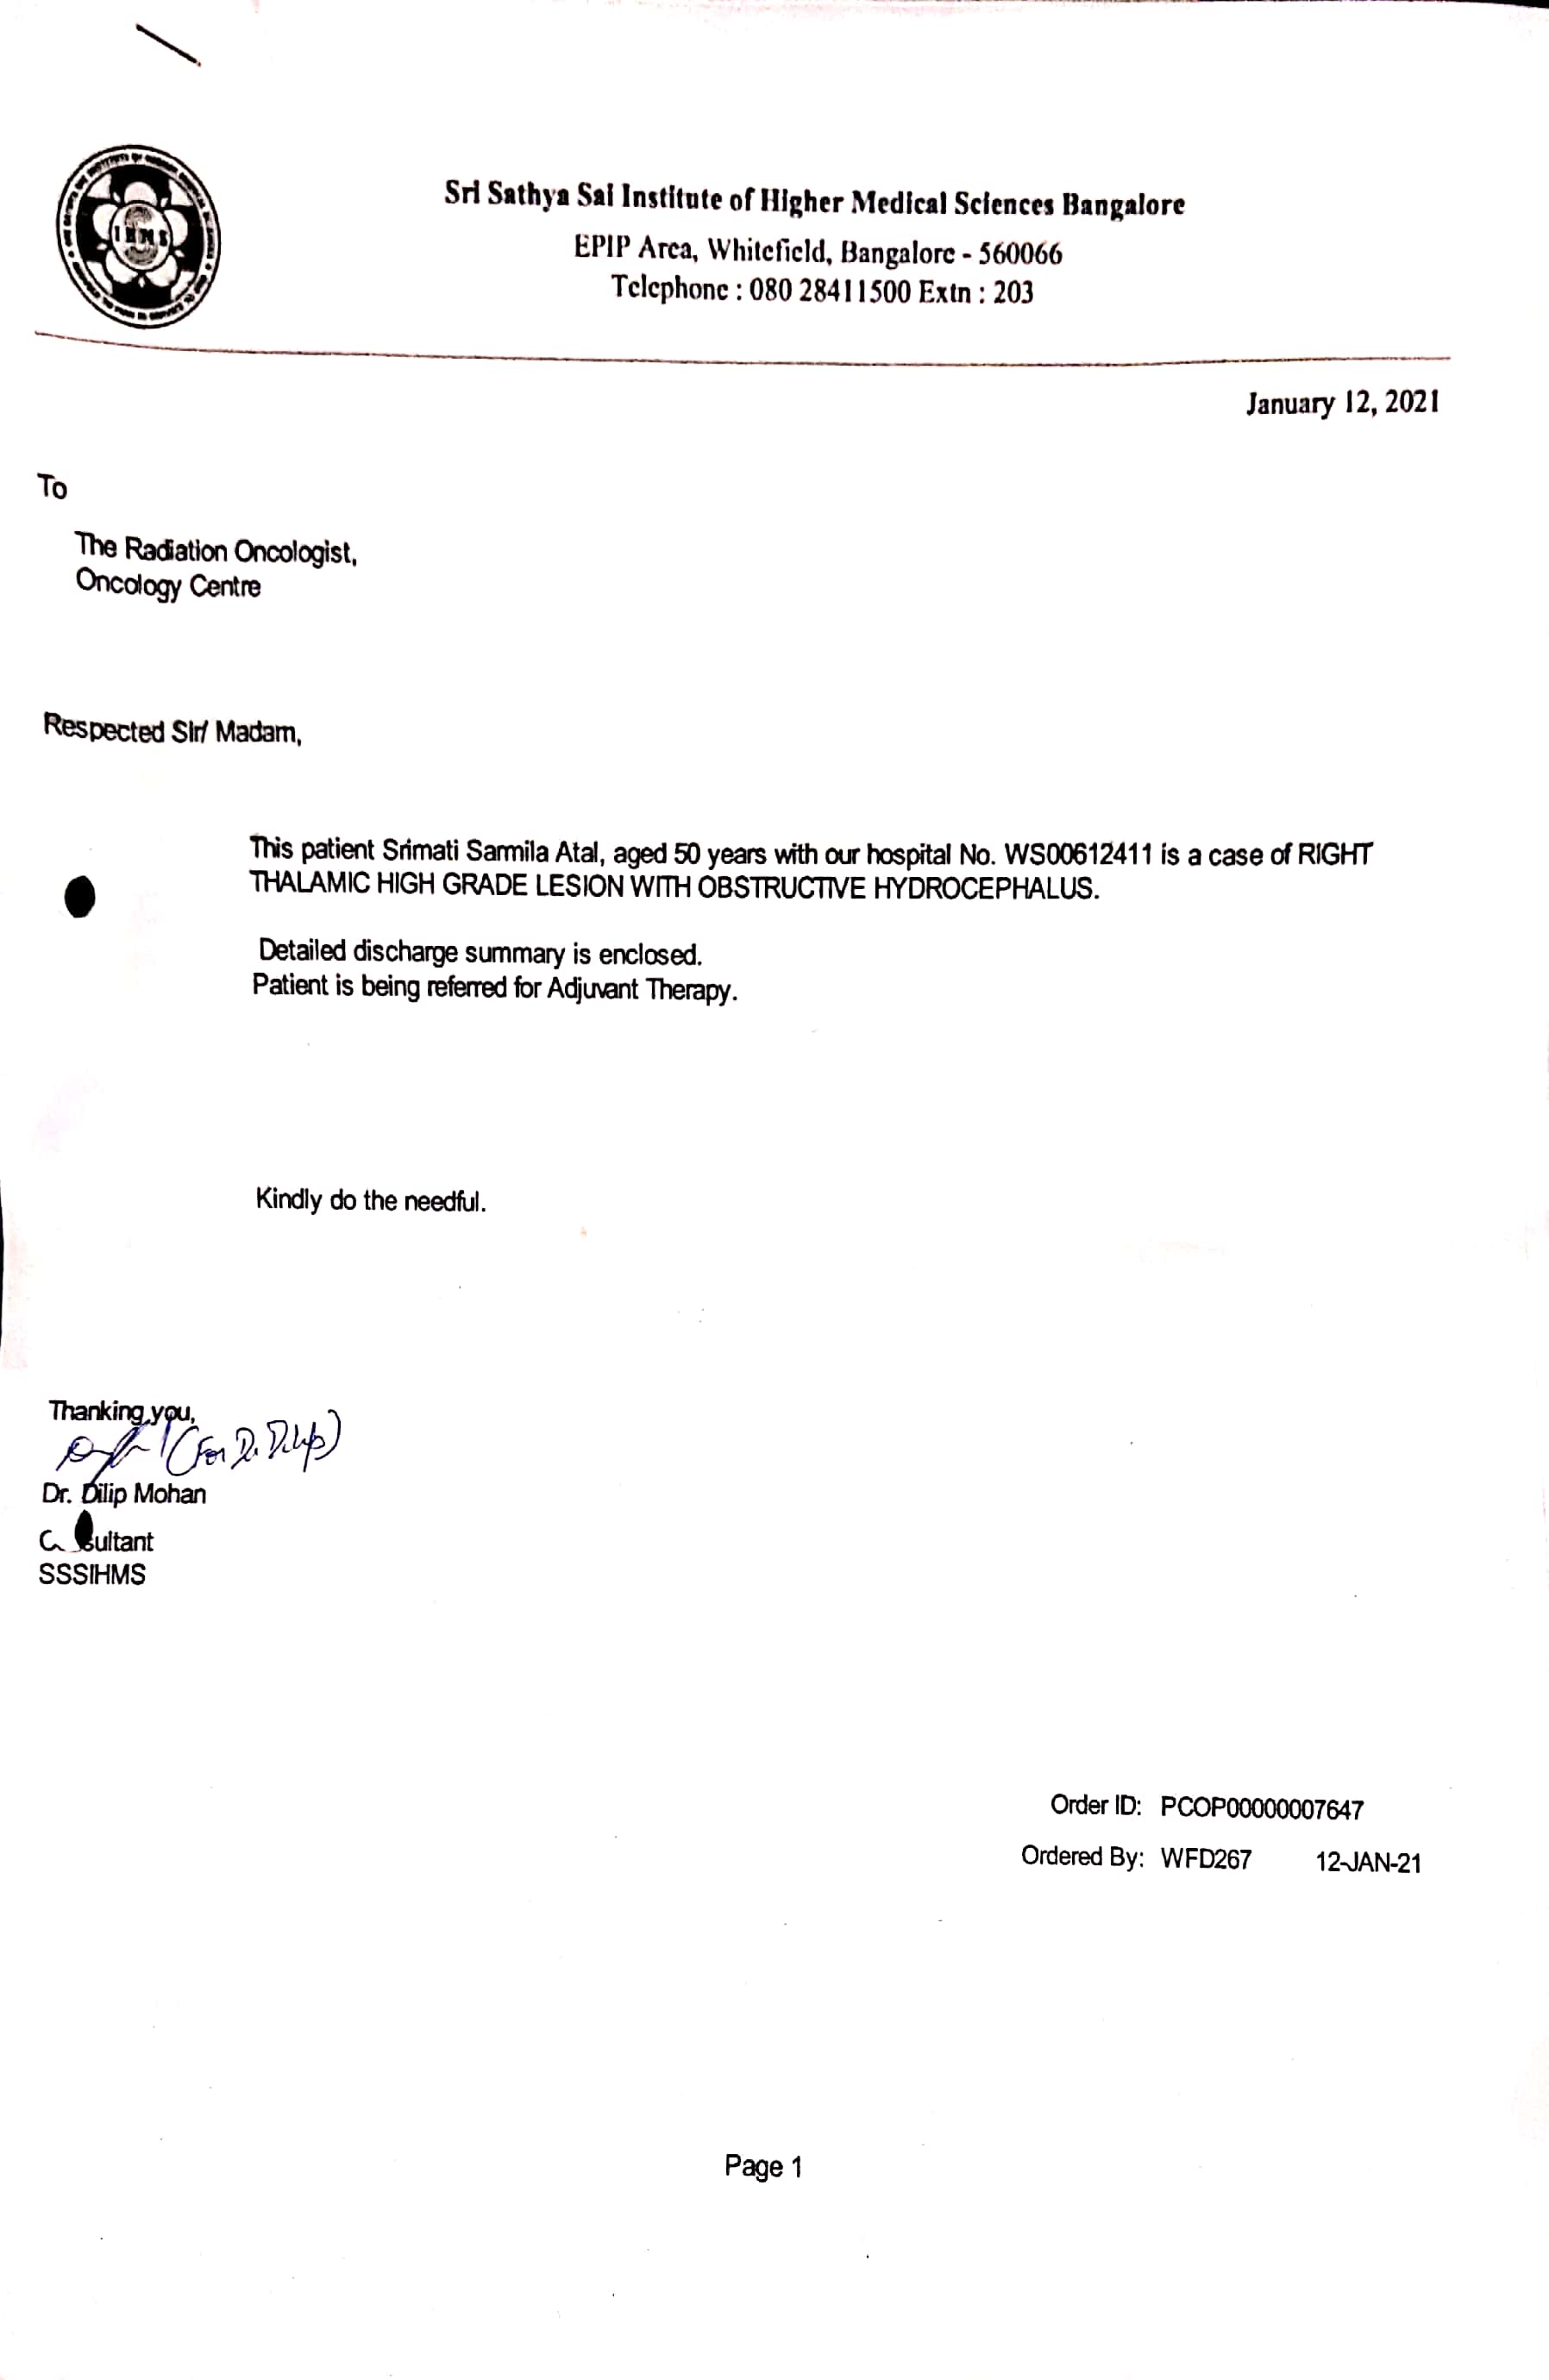 IHMS
Sri Sathya Sai Institute of Higher Medical Sciences Bangalore
EPIP Area, Whitefield, Bangalore - 560066
Telephone : 080 28411500 Extn : 203
January 12, 2021
To
The Radiation Oncologist,
Oncology Centre
Respected Sir/ Madam,
This patient Srimati Sarmila Atal, aged 50 years with our hospital No. WS00612411 is a case of RIGHT
THALAMIC HIGH GRADE LESION WITH OBSTRUCTIVE HYDROCEPHALUS.
Detailed discharge summary is enclosed.
Patient is being referred for Adjuvant Therapy.
Kindly do the needful.
Thanking you,
(For Dr. Dilip)
Dr. Dilip Mohan
SSSIHMS
Order ID: PCOP00000007647
Ordered By: WFD267 12-JAN-21
Page 1